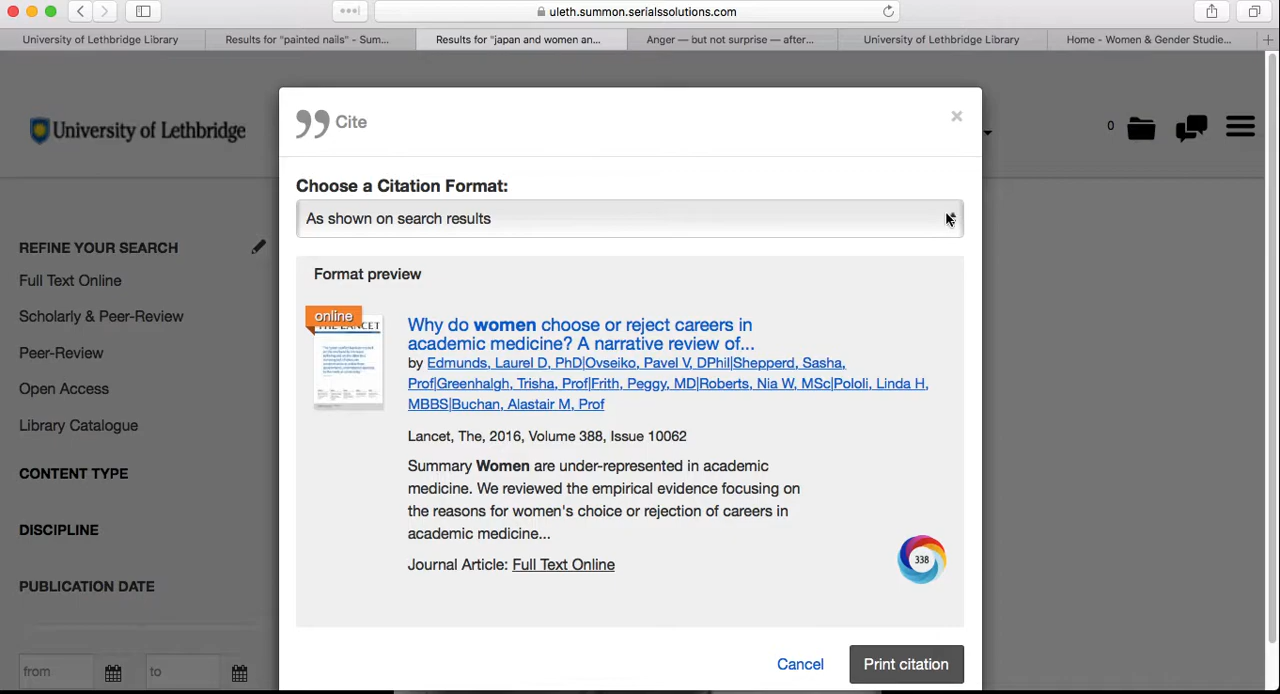 uleth.summon.serialssolutions.com
University of Lethbridge Library
Results for "painted nails" - Sum...
Results for "japan and women an...
Anger — but not surprise — after...
University of Lethbridge Library
Home - Women & Gender Studie...
University of Lethbridge
0
Cite
×
Choose a Citation Format:
As shown on search results
REFINE YOUR SEARCH
Full Text Online
Scholarly & Peer-Review
Peer-Review
Open Access
Library Catalogue
CONTENT TYPE
DISCIPLINE
PUBLICATION DATE
from
to
Format preview
online
THE LANCET
Why do women choose or reject careers in
academic medicine? A narrative review of...
by Edmunds, Laurel D, PhD|Ovseiko, Pavel V, DPhil|Shepperd, Sasha,
Prof|Greenhalgh, Trisha, Prof|Frith, Peggy, MD|Roberts, Nia W, MSc|Pololi, Linda H,
MBBS|Buchan, Alastair M, Prof
Lancet, The, 2016, Volume 388, Issue 10062
Summary Women are under-represented in academic
medicine. We reviewed the empirical evidence focusing on
the reasons for women's choice or rejection of careers in
academic medicine...
Journal Article: Full Text Online
338
Cancel
Print citation